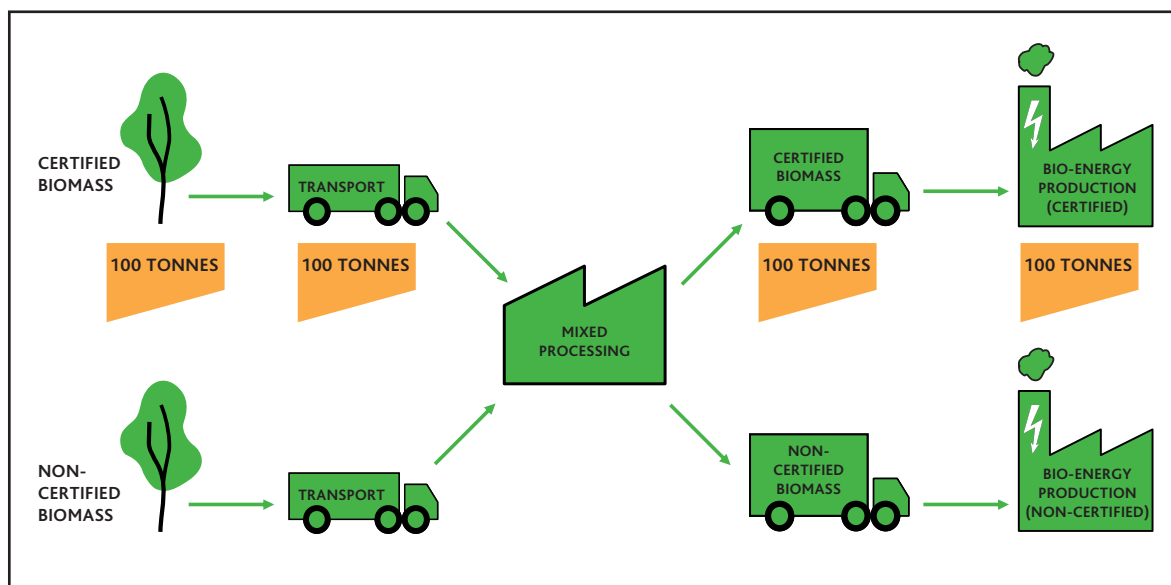 CERTIFIED
BIOMASS
TRANSPORT
CERTIFIED
BIOMASS
BIO-ENERGY
PRODUCTION
(CERTIFIED)
100 TONNES
100 TONNES
100 TONNES
100 TONNES
MIXED
PROCESSING
NON-
CERTIFIED
BIOMASS
TRANSPORT
NON-
CERTIFIED
BIOMASS
BIO-ENERGY
PRODUCTION
(NON-CERTIFIED)